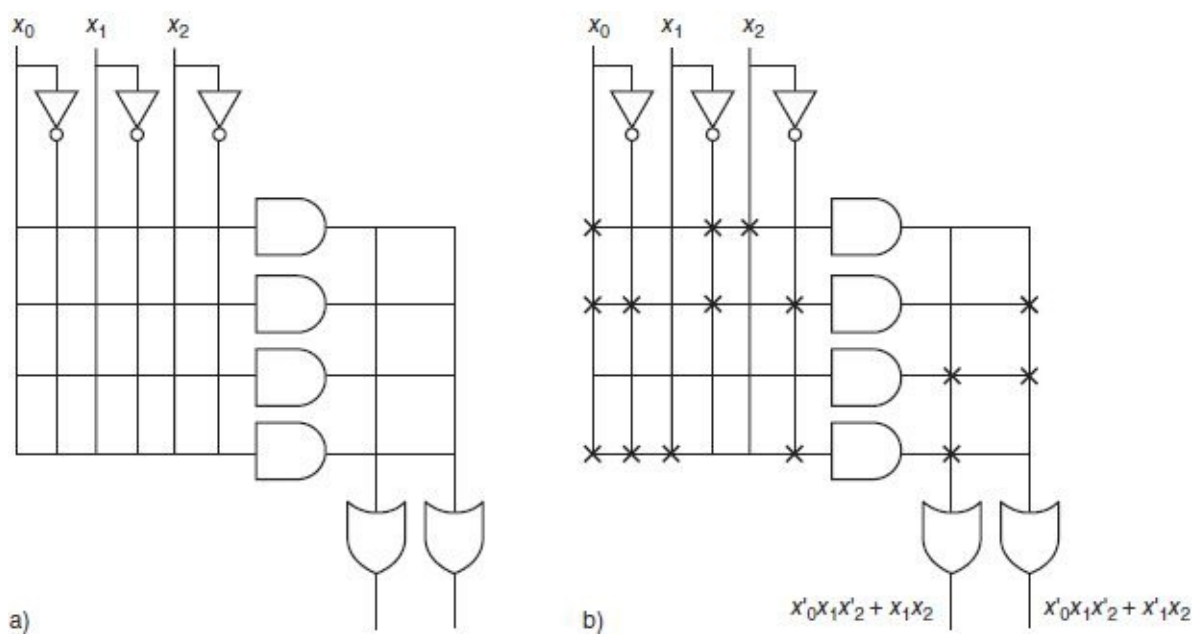 x₀ x₁ x₂ x₀ x₁ x₂
a) b) x'₀x₁x'₂ + x₁x₂ x'₀x₁x'₂ + x'₁x₂